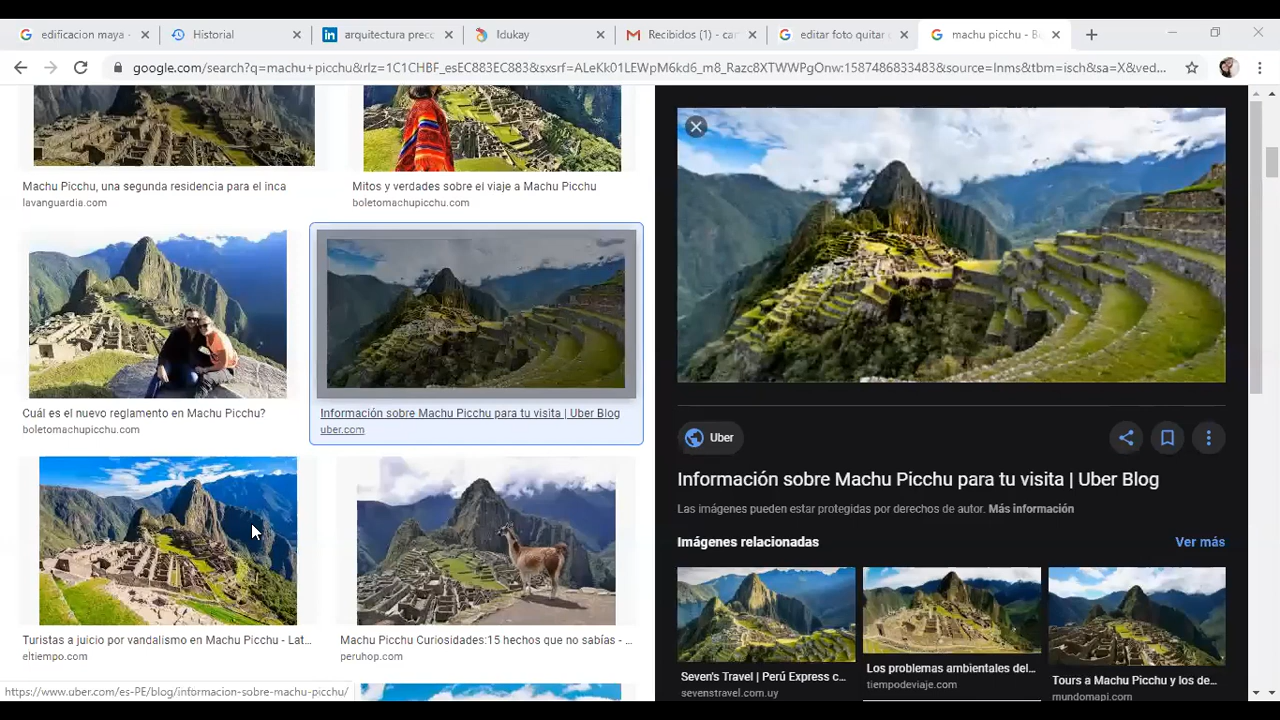 edificacion maya -
Historial
arquitectura prec
Idukay
Recibidos (1) - car
editar foto quitar c
machu picchu - B
google.com/search?q=machu+picchu&rlz=1C1CHBF_esEC883EC883&sxsrf=ALeKk01LEWpM6kd6_m8_Razc8XTWWPgOnw:1587486833483&source=lnms&tbm=isch&sa=X&ved...
Machu Picchu, una segunda residencia para el inca
lavanguardia.com
Mitos y verdades sobre el viaje a Machu Picchu
boletomachupicchu.com
Cuál es el nuevo reglamento en Machu Picchu?
boletomachupicchu.com
Información sobre Machu Picchu para tu visita | Uber Blog
uber.com
Turistas a juicio por vandalismo en Machu Picchu - Lat...
eltiempo.com
Machu Picchu Curiosidades:15 hechos que no sabías - ...
peruhop.com
https://www.uber.com/es-PE/blog/informacion-sobre-machu-picchu/
Uber
Información sobre Machu Picchu para tu visita | Uber Blog
Las imágenes pueden estar protegidas por derechos de autor. Más información
Imágenes relacionadas
Ver más
Seven's Travel | Perú Express c...
sevenstravel.com.uy
Los problemas ambientales del...
tiempodeviaje.com
Tours a Machu Picchu y los de...
mundomapi.com